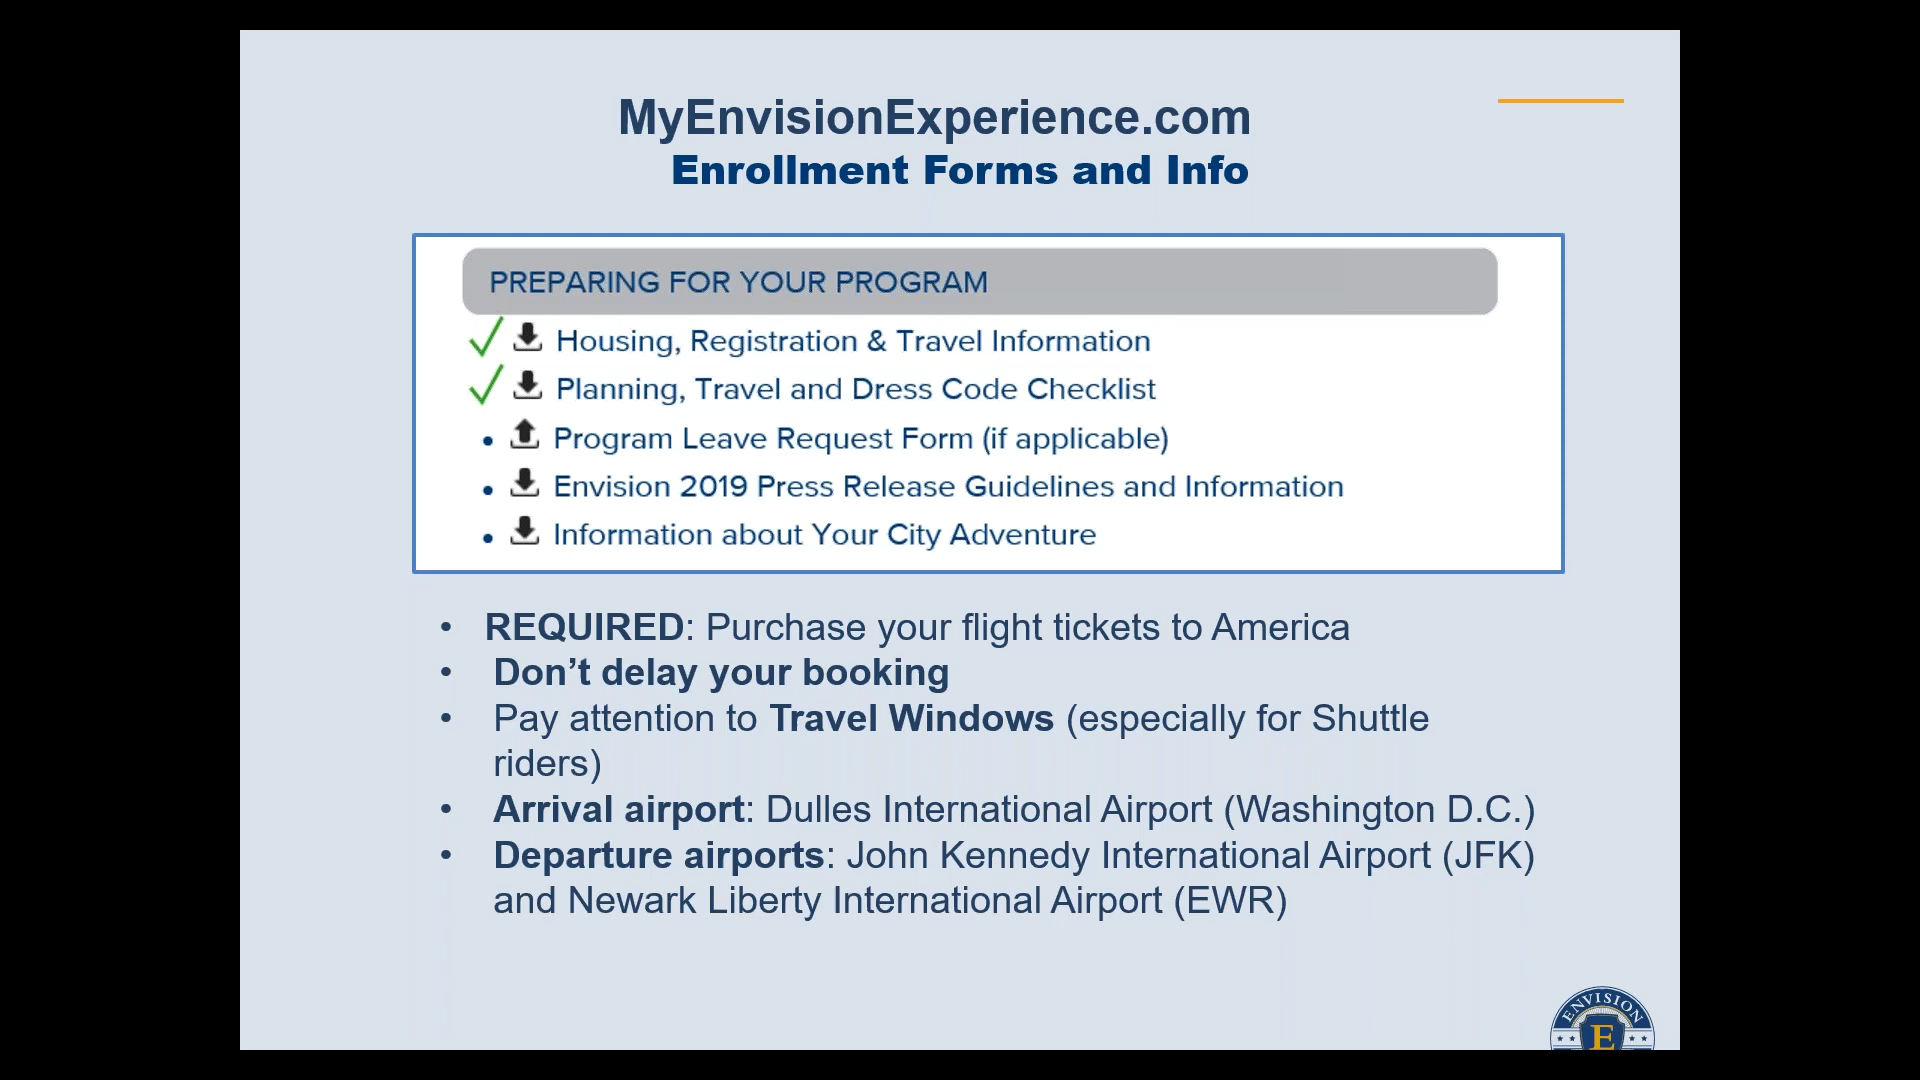 MyEnvisionExperience.com
Enrollment Forms and Info
PREPARING FOR YOUR PROGRAM
Housing, Registration & Travel Information
Planning, Travel and Dress Code Checklist
• Program Leave Request Form (if applicable)
• Envision 2019 Press Release Guidelines and Information
• Information about Your City Adventure
• REQUIRED: Purchase your flight tickets to America
• Don’t delay your booking
• Pay attention to Travel Windows (especially for Shuttle
riders)
• Arrival airport: Dulles International Airport (Washington D.C.)
• Departure airports: John Kennedy International Airport (JFK)
and Newark Liberty International Airport (EWR)
ENVISION
E